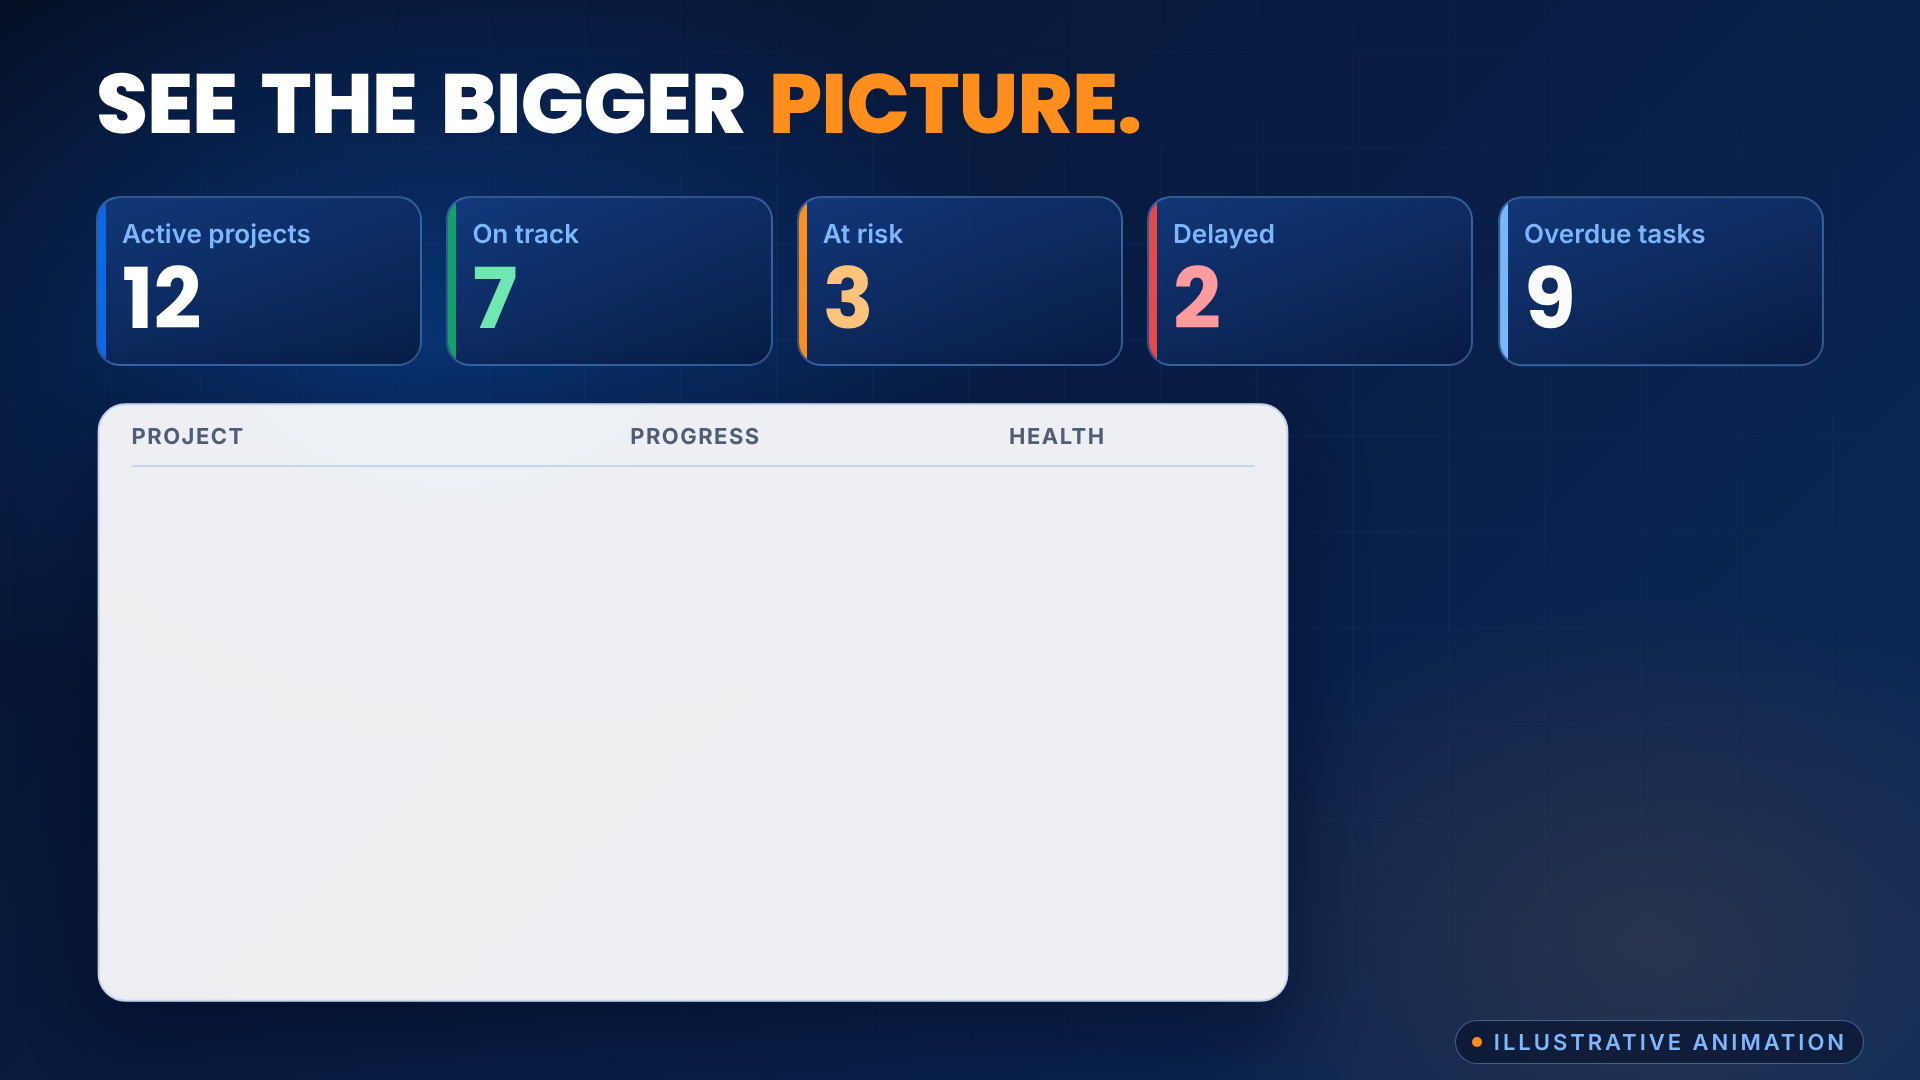 SEE THE BIGGER PICTURE.
Active projects
12
On track
7
At risk
3
Delayed
2
Overdue tasks
9
PROJECT PROGRESS HEALTH
ILLUSTRATIVE ANIMATION